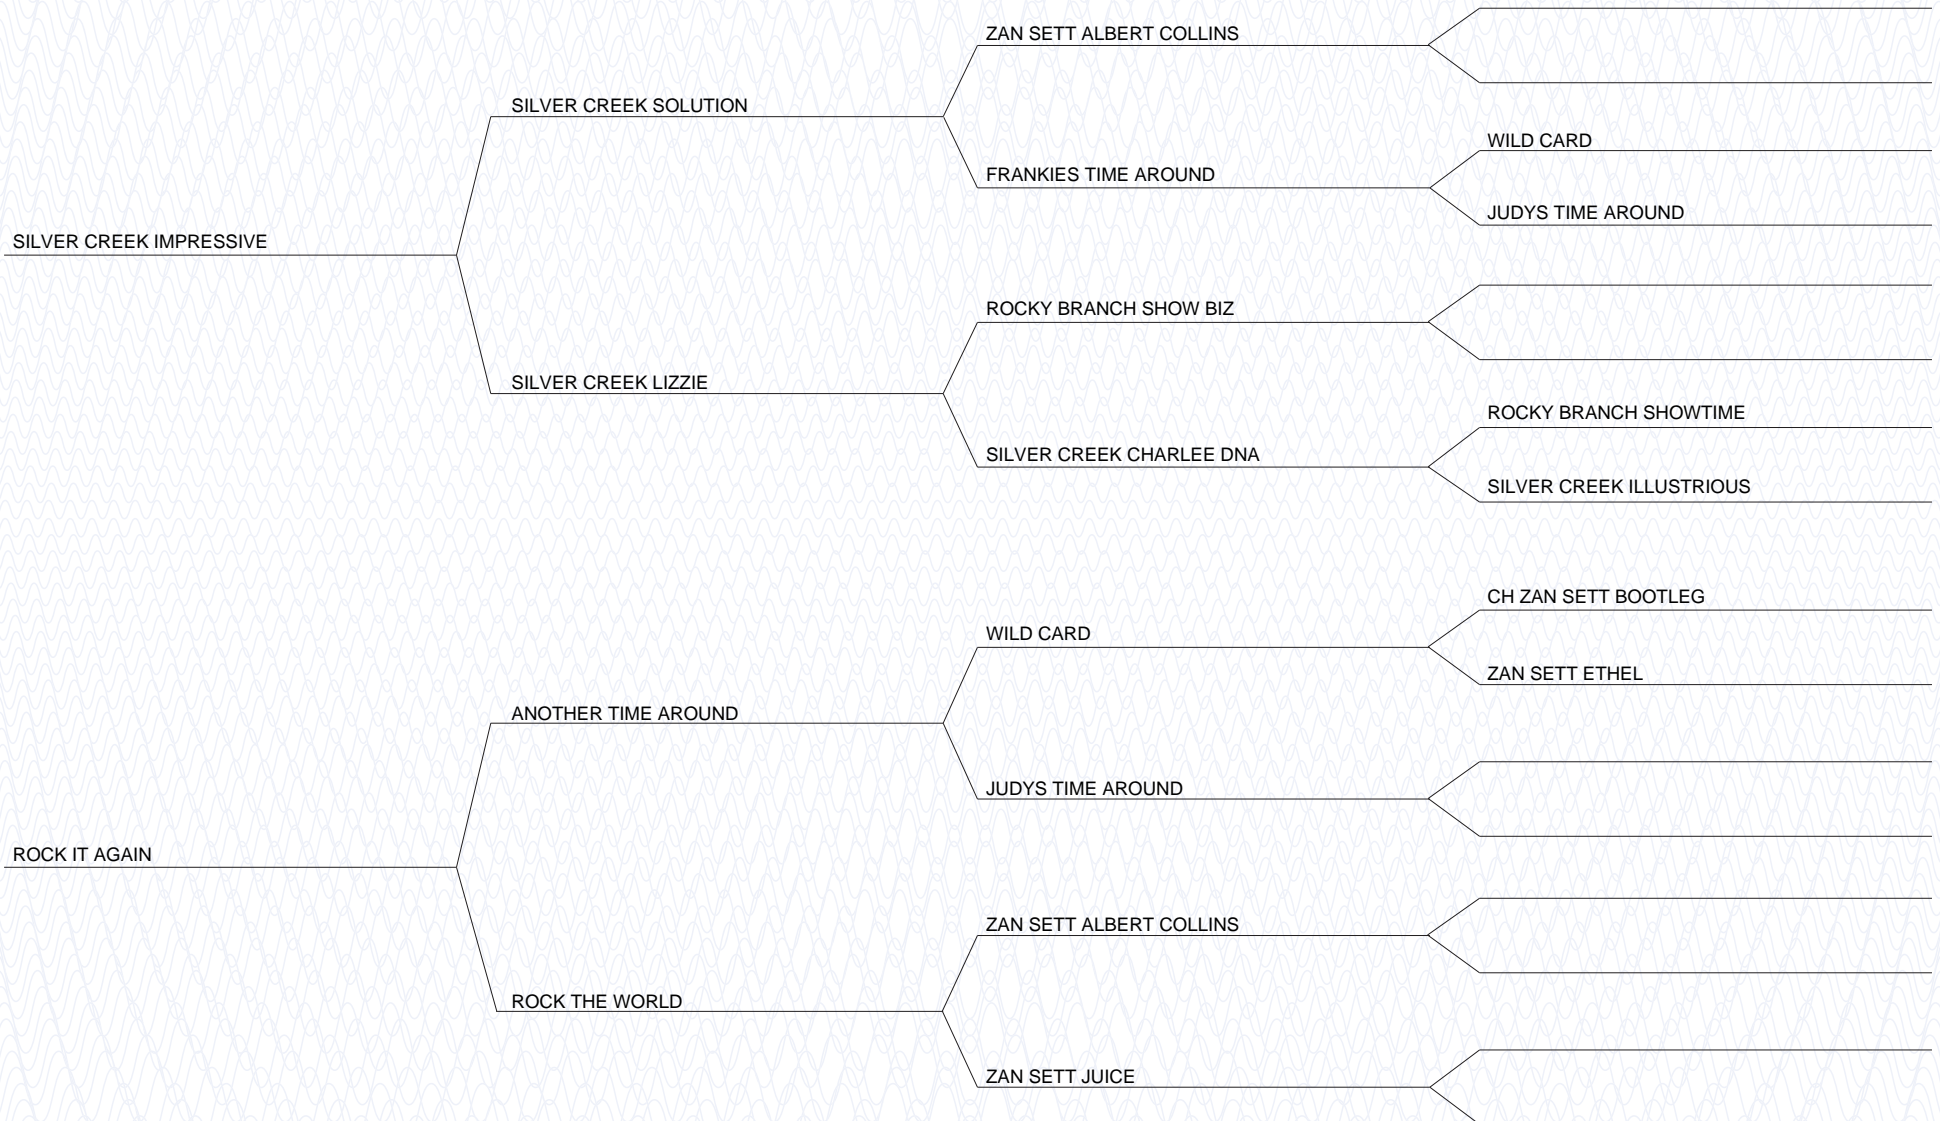 ZAN SETT ALBERT COLLINS
SILVER CREEK SOLUTION
WILD CARD
FRANKIES TIME AROUND
JUDYS TIME AROUND
SILVER CREEK IMPRESSIVE
ROCKY BRANCH SHOW BIZ
SILVER CREEK LIZZIE
ROCKY BRANCH SHOWTIME
SILVER CREEK CHARLEE DNA
SILVER CREEK ILLUSTRIOUS
CH ZAN SETT BOOTLEG
WILD CARD
ZAN SETT ETHEL
ANOTHER TIME AROUND
JUDYS TIME AROUND
ROCK IT AGAIN
ZAN SETT ALBERT COLLINS
ROCK THE WORLD
ZAN SETT JUICE